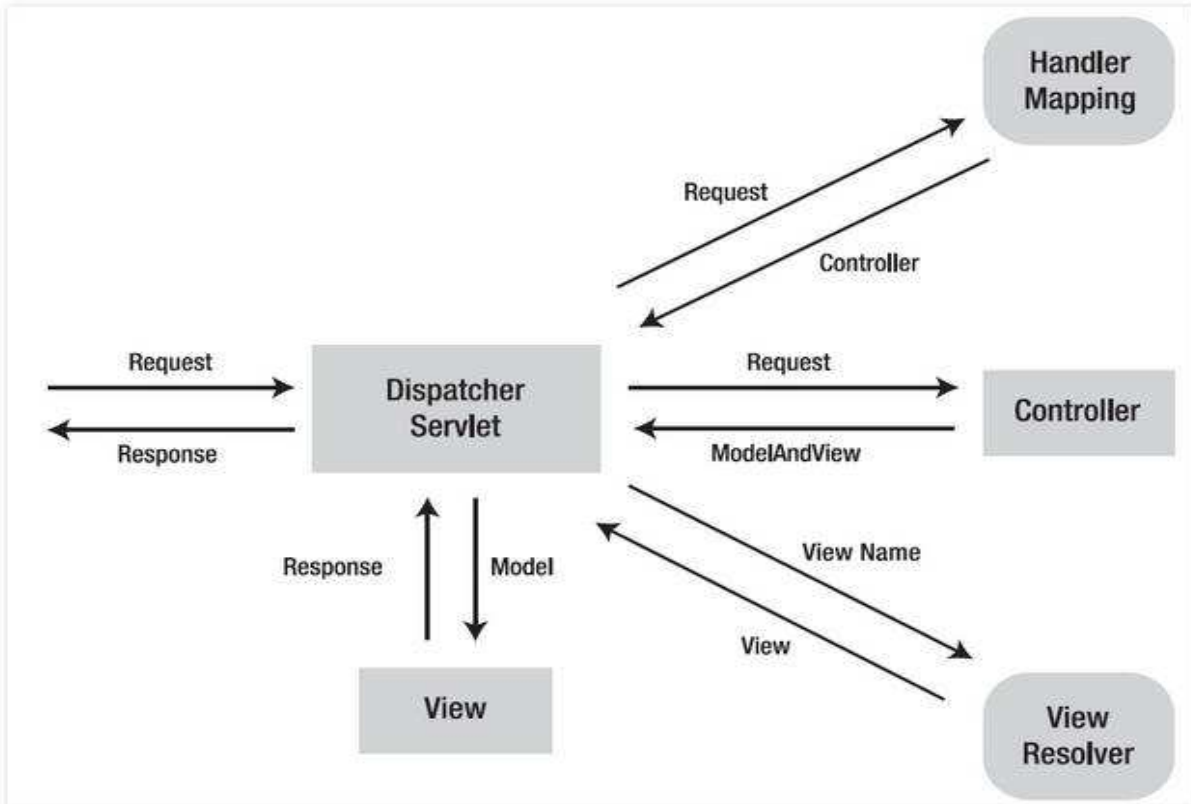 Handler
Mapping
Request
Controller
Request
Response
Dispatcher
Servlet
Request
ModelAndView
Controller
Response
Model
View Name
View
View
View
Resolver